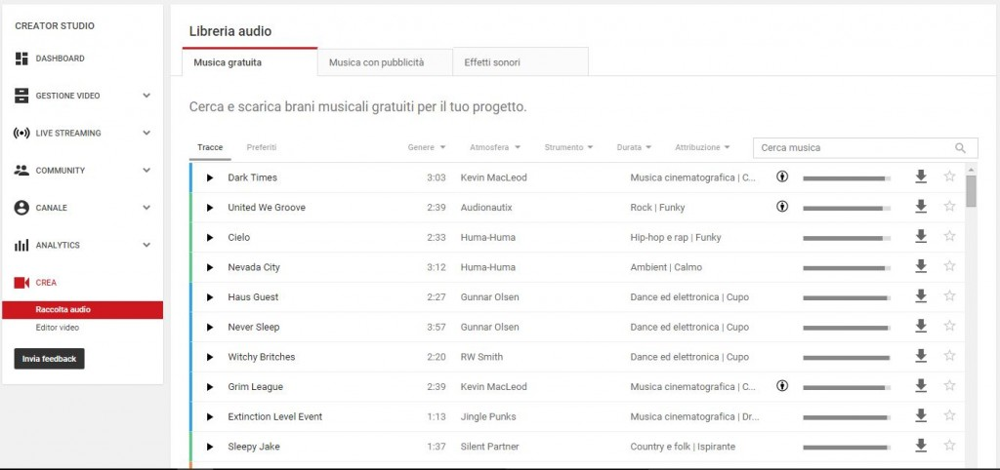 CREATOR STUDIO
DASHBOARD
GESTIONE VIDEO
LIVE STREAMING
COMMUNITY
CANALE
ANALYTICS
CREA
Raccolta audio
Editor video
Invia feedback
Libreria audio
Musica gratuita Musica con pubblicità Effetti sonori
Cerca e scarica brani musicali gratuiti per il tuo progetto.
Tracce Preferiti Genere Atmosfera Strumento Durata Attribuzione Cerca musica
Dark Times 3:03 Kevin MacLeod Musica cinematografica | C...
United We Groove 2:39 Audionautix Rock | Funky
Cielo 2:33 Huma-Huma Hip-hop e rap | Funky
Nevada City 3:12 Huma-Huma Ambient | Calmo
Haus Guest 2:27 Gunnar Olsen Dance ed elettronica | Cupo
Never Sleep 3:57 Gunnar Olsen Dance ed elettronica | Cupo
Witchy Britches 2:20 RW Smith Dance ed elettronica | Cupo
Grim League 2:39 Kevin MacLeod Musica cinematografica | C...
Extinction Level Event 1:13 Jingle Punks Musica cinematografica | Dr...
Sleepy Jake 1:37 Silent Partner Country e folk | Ispirante